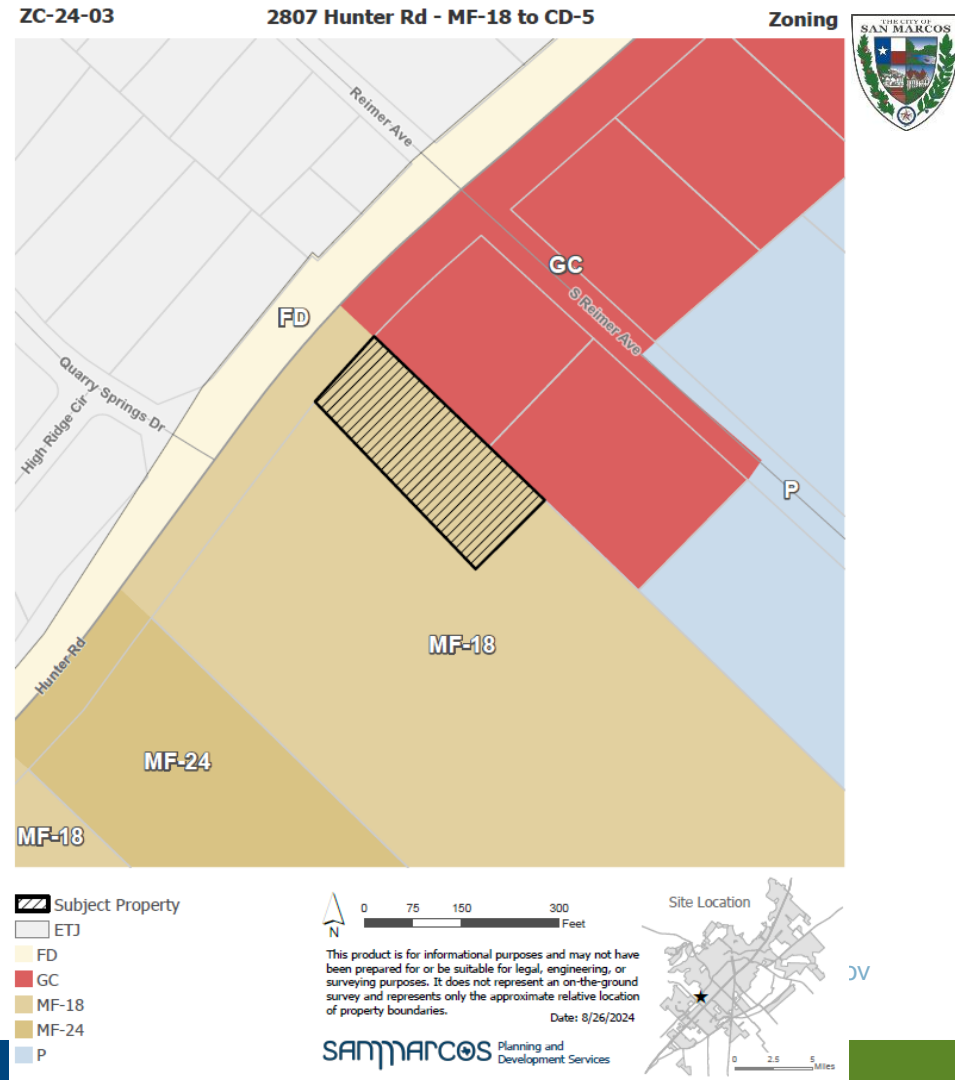 ZC-24-03
2807 Hunter Rd - MF-18 to CD-5
Zoning
THE CITY OF
SAN MARCOS
Reimer Ave
GC
S Reimer Ave
FD
Quarry Springs Dr
High Ridge Cir
P
MF-18
Hunter Rd
MF-24
MF-18
Subject Property
ETJ
FD
GC
MF-18
MF-24
P
N
0 75 150 300
Feet
This product is for informational purposes and may not have
been prepared for or be suitable for legal, engineering, or
surveying purposes. It does not represent an on-the-ground
survey and represents only the approximate relative location
of property boundaries.
Date: 8/26/2024
SANMARCOS
Planning and
Development Services
Site Location
0 2.5 5
Miles
ov